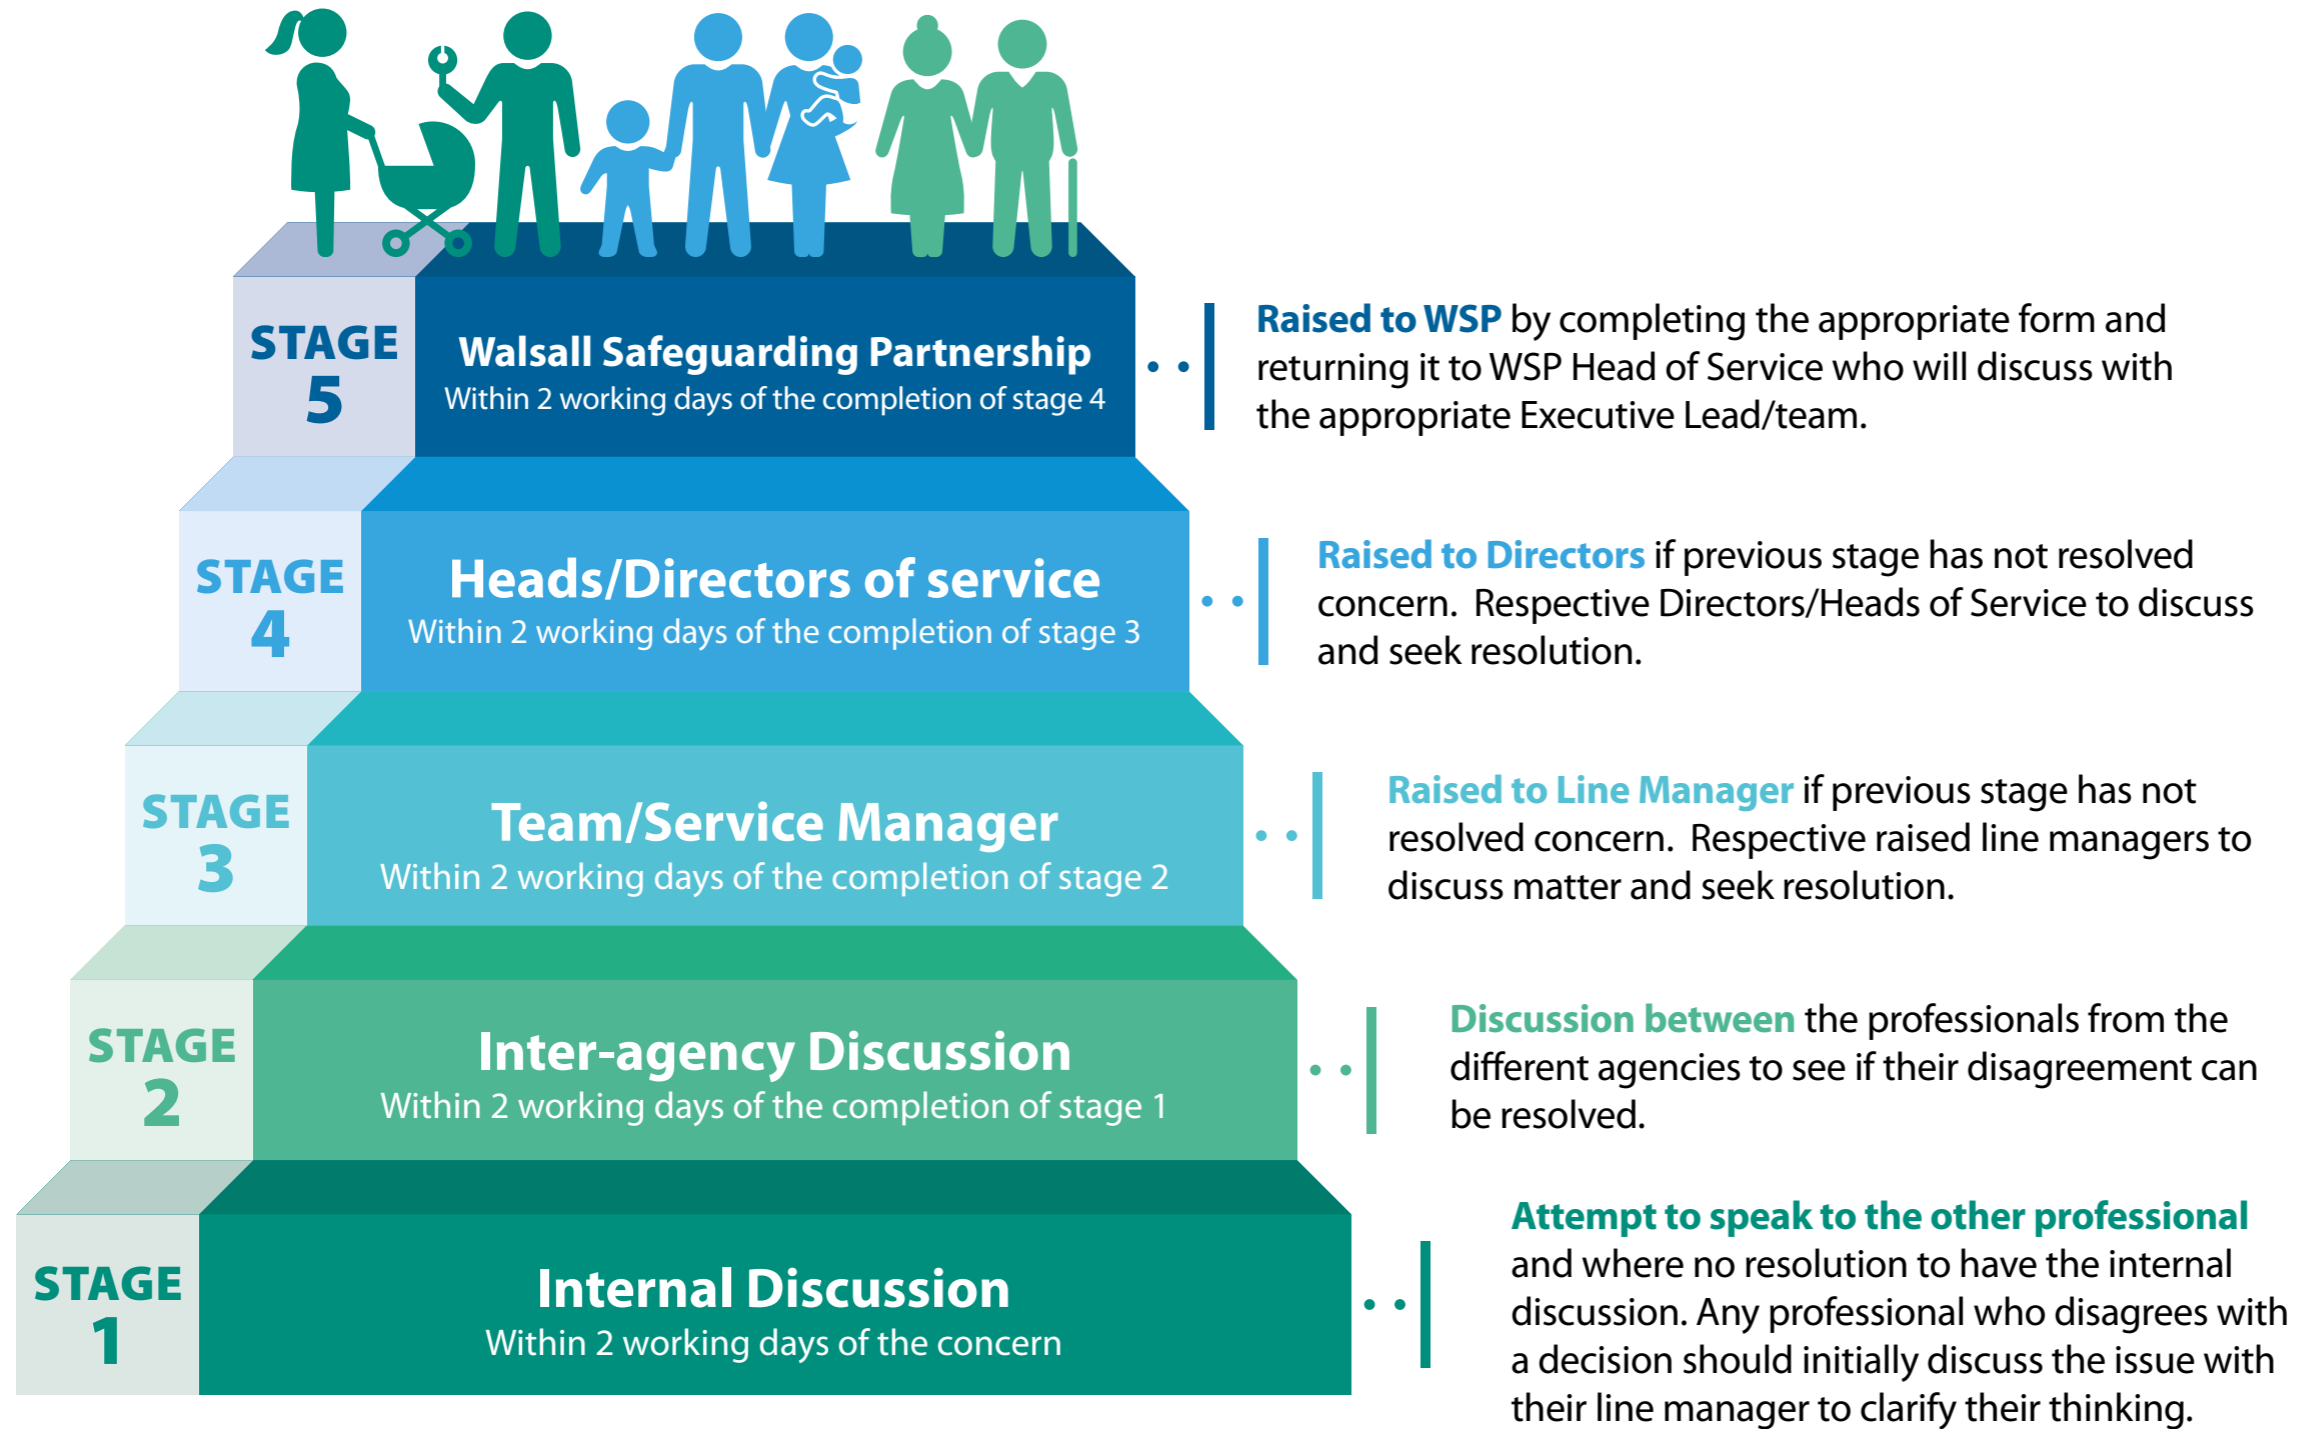 STAGE
5
Walsall Safeguarding Partnership
Within 2 working days of the completion of stage 4
Raised to WSP by completing the appropriate form and
returning it to WSP Head of Service who will discuss with
the appropriate Executive Lead/team.
STAGE
4
Heads/Directors of service
Within 2 working days of the completion of stage 3
Raised to Directors if previous stage has not resolved
concern. Respective Directors/Heads of Service to discuss
and seek resolution.
STAGE
3
Team/Service Manager
Within 2 working days of the completion of stage 2
Raised to Line Manager if previous stage has not
resolved concern. Respective raised line managers to
discuss matter and seek resolution.
STAGE
2
Inter-agency Discussion
Within 2 working days of the completion of stage 1
Discussion between the professionals from the
different agencies to see if their disagreement can
be resolved.
STAGE
1
Internal Discussion
Within 2 working days of the concern
Attempt to speak to the other professional
and where no resolution to have the internal
discussion. Any professional who disagrees with
a decision should initially discuss the issue with
their line manager to clarify their thinking.